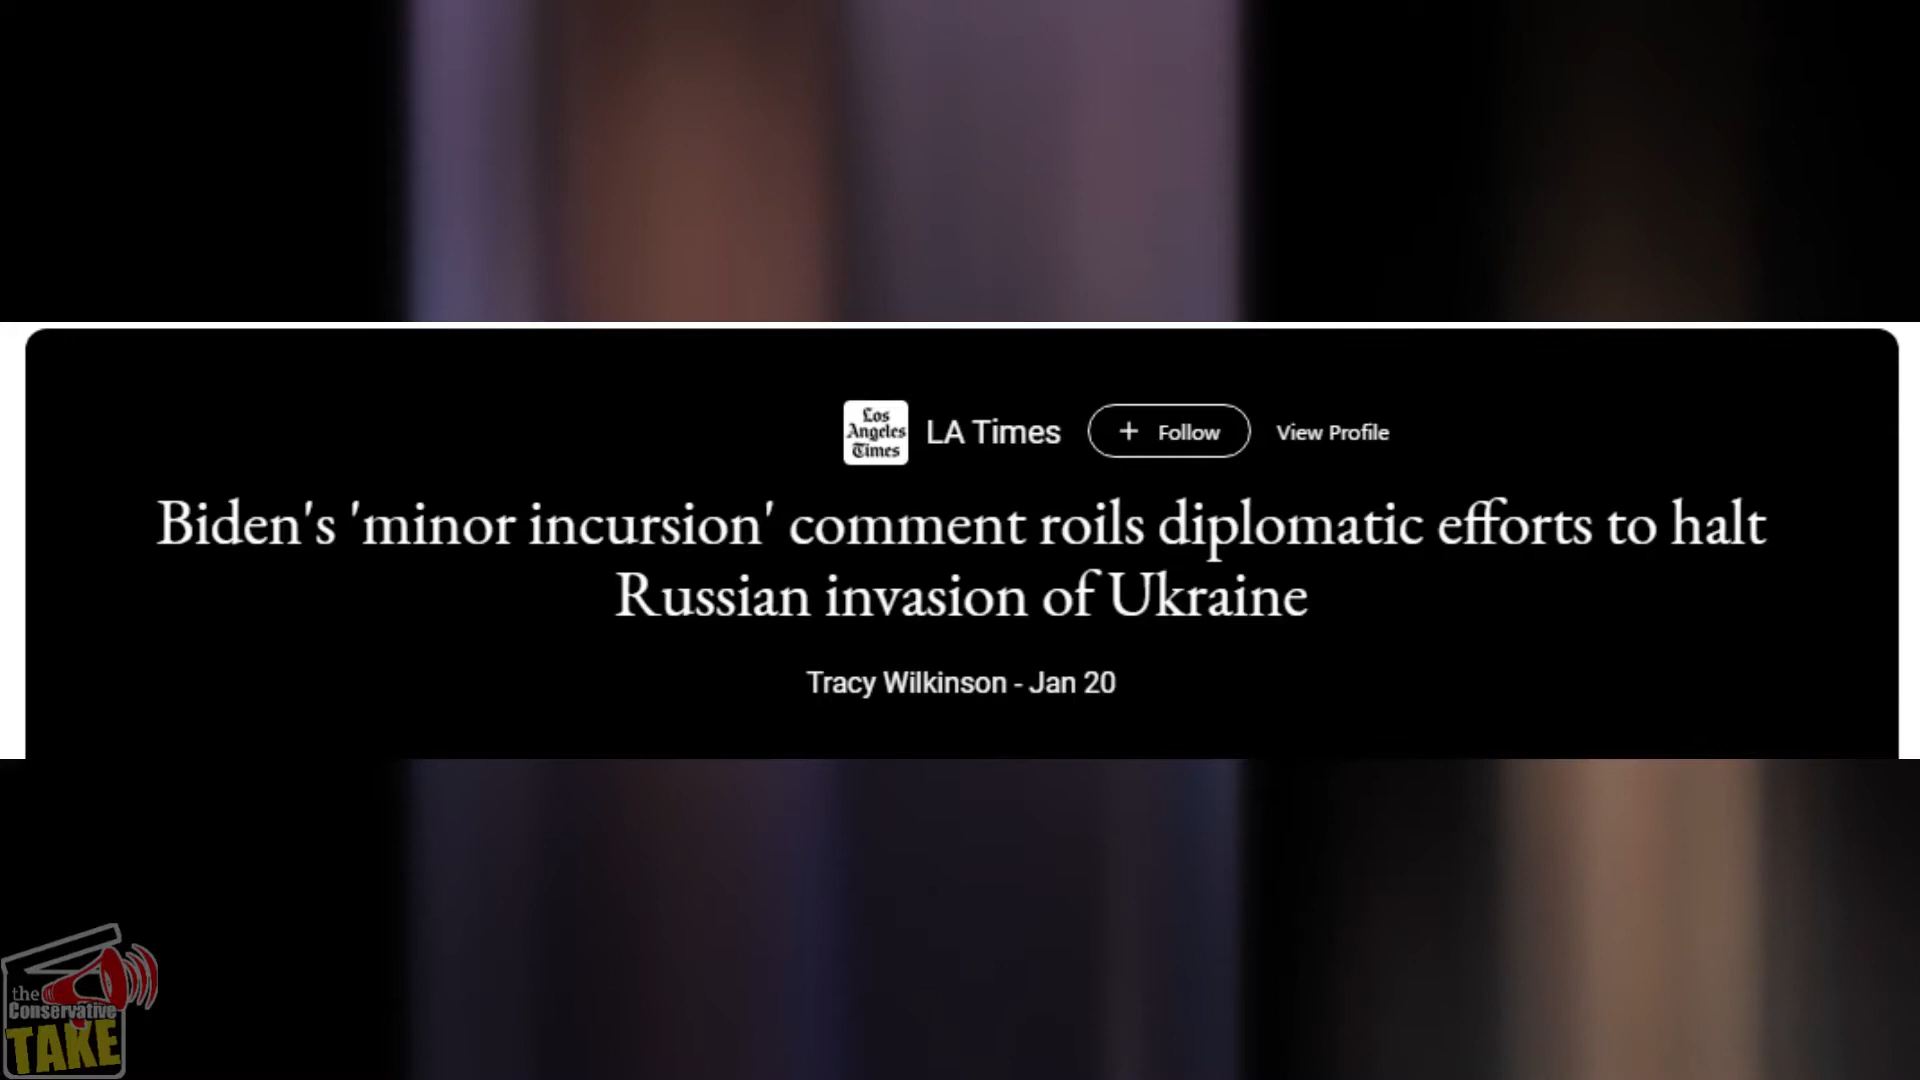 Los
Angeles
Times
LA Times
+ Follow
View Profile
Biden's 'minor incursion' comment roils diplomatic efforts to halt
Russian invasion of Ukraine
Tracy Wilkinson - Jan 20
the
Conservative
TAKE